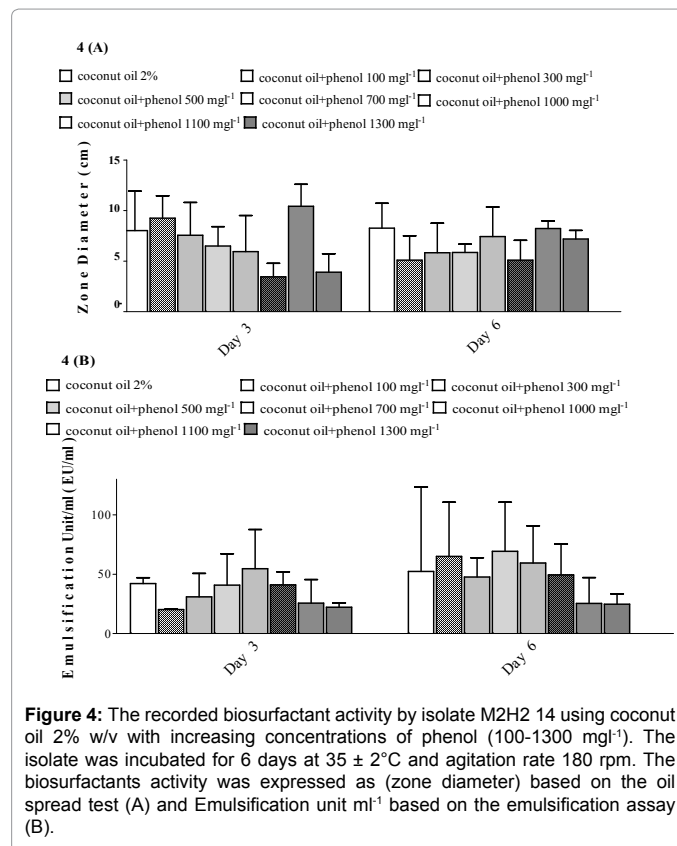 4 (A)
coconut oil 2% coconut oil+phenol 100 mgl-1 coconut oil+phenol 300 mgl-1
coconut oil+phenol 500 mgl-1 coconut oil+phenol 700 mgl-1 coconut oil+phenol 1000 mgl-1
coconut oil+phenol 1100 mgl-1 coconut oil+phenol 1300 mgl-1
Zone Diameter (cm)
15
10
5
0
Day 3 Day 6
4 (B)
coconut oil 2% coconut oil+phenol 100 mgl-1 coconut oil+phenol 300 mgl-1
coconut oil+phenol 500 mgl-1 coconut oil+phenol 700 mgl-1 coconut oil+phenol 1000 mgl-1
coconut oil+phenol 1100 mgl-1 coconut oil+phenol 1300 mgl-1
Emulsification Unit/ml (EU/ml)
100
50
0
Day 3 Day 6
Figure 4: The recorded biosurfactant activity by isolate M2H2 14 using coconut
oil 2% w/v with increasing concentrations of phenol (100-1300 mgl-1). The
isolate was incubated for 6 days at 35 ± 2°C and agitation rate 180 rpm. The
biosurfactants activity was expressed as (zone diameter) based on the oil
spread test (A) and Emulsification unit ml-1 based on the emulsification assay
(B).